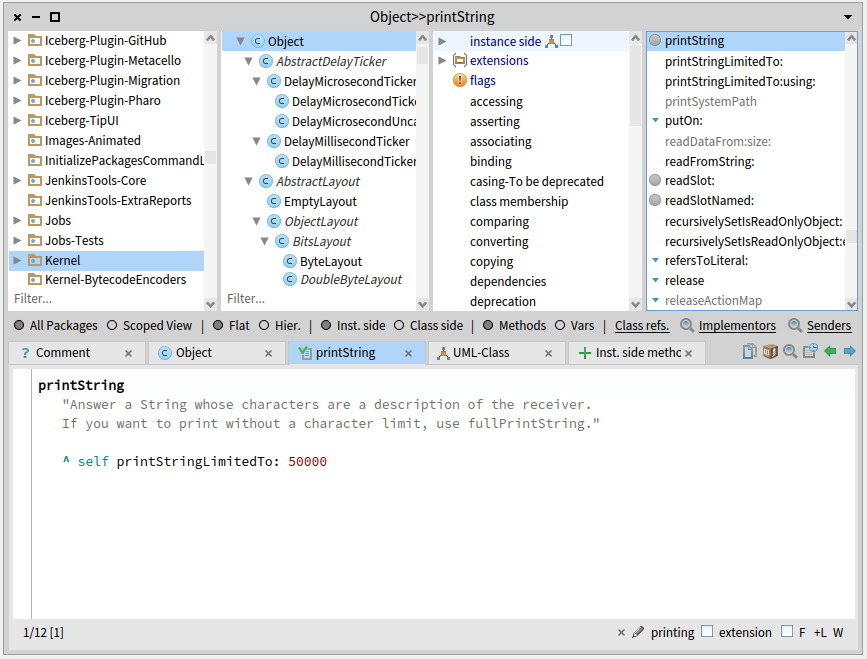 Object>>printString
Iceberg-Plugin-GitHub
Iceberg-Plugin-Metacello
Iceberg-Plugin-Migration
Iceberg-Plugin-Pharo
Iceberg-TipUI
Images-Animated
InitializePackagesCommandL
JenkinsTools-Core
JenkinsTools-ExtraReports
Jobs
Jobs-Tests
Kernel
Kernel-BytecodeEncoders
Filter...
Object
AbstractDelayTicker
DelayMicrosecondTicker
DelayMicrosecondTicke
DelayMicrosecondUnca
DelayMillisecondTicker
DelayMillisecondTicker
AbstractLayout
EmptyLayout
ObjectLayout
BitsLayout
ByteLayout
DoubleByteLayout
Filter...
instance side
extensions
flags
accessing
asserting
associating
binding
casing-To be deprecated
class membership
comparing
converting
copying
dependencies
deprecation
printString
printStringLimitedTo:
printStringLimitedTo:using:
printSystemPath
putOn:
readDataFrom:size:
readFromString:
readSlot:
readSlotNamed:
recursivelySetIsReadOnlyObject:
recursivelySetIsReadOnlyObject:e
refersToLiteral:
release
releaseActionMap
All Packages Scoped View | Flat Hier. | Inst. side Class side | Methods Vars | Class refs. Implementors Senders
? Comment × C Object × printString × UML-Class × Inst. side methc ×
printString
"Answer a String whose characters are a description of the receiver.
If you want to print without a character limit, use fullPrintString."
^ self printStringLimitedTo: 50000
1/12 [1] × printing extension F +L W